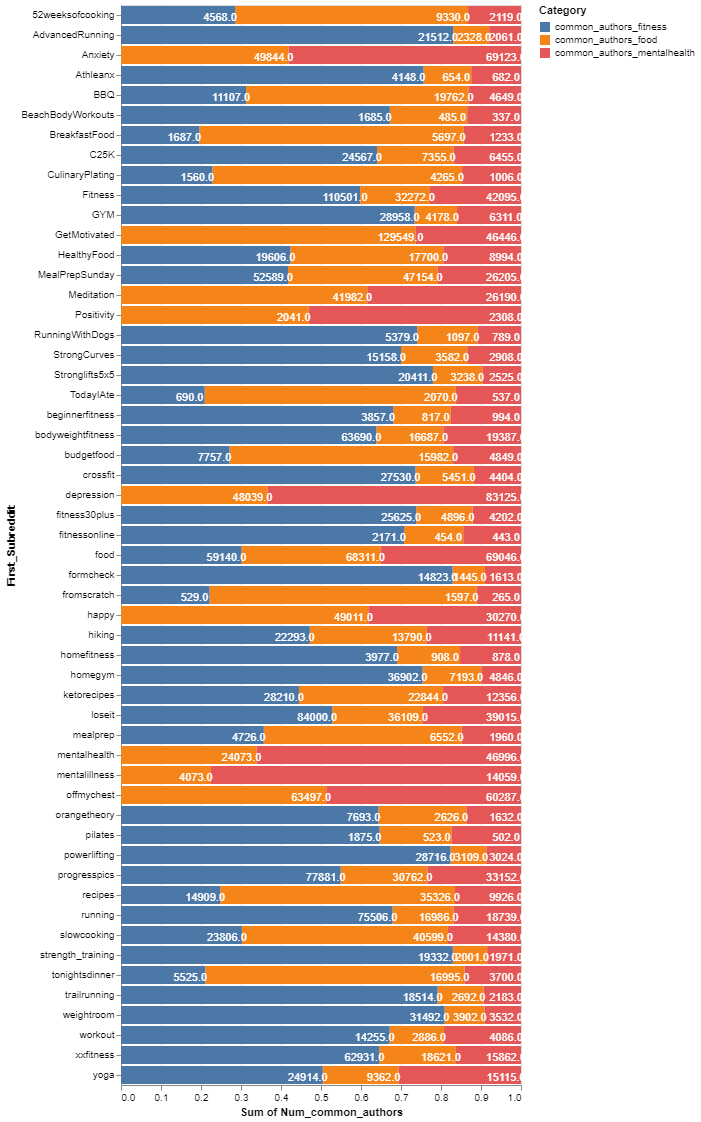 Category
common_authors_fitness
common_authors_food
common_authors_mentalhealth
First_Subreddit
52weeksofcooking 4568.0 9330.0 2119.0
AdvancedRunning 21512.0 2328.0 2061.0
Anxiety 49844.0 69123.0
Athleanx 4148.0 654.0 682.0
BBQ 11107.0 19762.0 4649.0
BeachBodyWorkouts 1685.0 485.0 337.0
BreakfastFood 1687.0 5697.0 1233.0
C25K 24567.0 7355.0 6455.0
CulinaryPlating 1560.0 4265.0 1006.0
Fitness 110501.0 32272.0 42095.0
GYM 28958.0 4178.0 6311.0
GetMotivated 129549.0 46446.0
HealthyFood 19606.0 17700.0 8994.0
MealPrepSunday 52589.0 47154.0 26205.0
Meditation 41982.0 26190.0
Positivity 2041.0 2308.0
RunningWithDogs 5379.0 1097.0 789.0
StrongCurves 15158.0 3582.0 2908.0
Stronglifts5x5 20411.0 3238.0 2525.0
TodayIAte 690.0 2070.0 537.0
beginnerfitness 3857.0 817.0 994.0
bodyweightfitness 63690.0 16687.0 19387.0
budgetfood 7757.0 15982.0 4849.0
crossfit 27530.0 5451.0 4404.0
depression 48039.0 83125.0
fitness30plus 25625.0 4896.0 4202.0
fitnessonline 2171.0 454.0 443.0
food 59140.0 68311.0 69046.0
formcheck 14823.0 1445.0 1613.0
fromscratch 529.0 1597.0 265.0
happy 49011.0 30270.0
hiking 22293.0 13790.0 11141.0
homefitness 3977.0 908.0 878.0
homegym 36902.0 7193.0 4846.0
ketorecipes 28210.0 22844.0 12356.0
loseit 84000.0 36109.0 39015.0
mealprep 4726.0 6552.0 1960.0
mentalhealth 24073.0 46996.0
mentalillness 4073.0 14059.0
offmychest 63497.0 60287.0
orangetheory 7693.0 2626.0 1632.0
pilates 1875.0 523.0 502.0
powerlifting 28716.0 3109.0 3024.0
progresspics 77881.0 30762.0 33152.0
recipes 14909.0 35326.0 9926.0
running 75506.0 16986.0 18739.0
slowcooking 23806.0 40599.0 14380.0
strength_training 19332.0 2001.0 1971.0
tonightsdinner 5525.0 16995.0 3700.0
trailrunning 18514.0 2692.0 2183.0
weightroom 31492.0 3902.0 3532.0
workout 14255.0 2886.0 4086.0
xxfitness 62931.0 18621.0 15862.0
yoga 24914.0 9362.0 15115.0
0.0 0.1 0.2 0.3 0.4 0.5 0.6 0.7 0.8 0.9 1.0
Sum of Num_common_authors